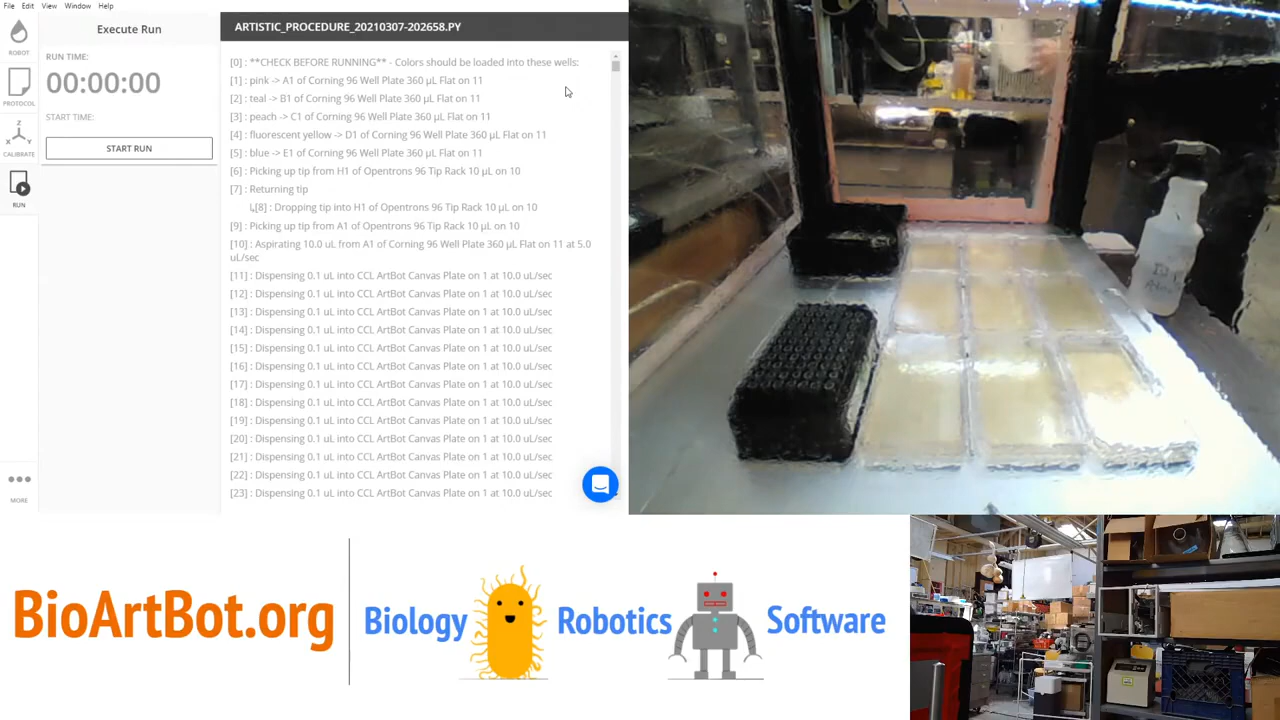 File Edit View Window Help
ROBOT
PROTOCOL
X Y Z
CALIBRATE
RUN
MORE
Execute Run
RUN TIME:
00:00:00
START TIME:
START RUN
ARTISTIC_PROCEDURE_20210307-202658.PY
[0] : **CHECK BEFORE RUNNING** - Colors should be loaded into these wells:
[1] : pink -> A1 of Corning 96 Well Plate 360 µL Flat on 11
[2] : teal -> B1 of Corning 96 Well Plate 360 µL Flat on 11
[3] : peach -> C1 of Corning 96 Well Plate 360 µL Flat on 11
[4] : fluorescent yellow -> D1 of Corning 96 Well Plate 360 µL Flat on 11
[5] : blue -> E1 of Corning 96 Well Plate 360 µL Flat on 11
[6] : Picking up tip from H1 of Opentrons 96 Tip Rack 10 µL on 10
[7] : Returning tip
↳[8] : Dropping tip into H1 of Opentrons 96 Tip Rack 10 µL on 10
[9] : Picking up tip from A1 of Opentrons 96 Tip Rack 10 µL on 10
[10] : Aspirating 10.0 uL from A1 of Corning 96 Well Plate 360 µL Flat on 11 at 5.0
uL/sec
[11] : Dispensing 0.1 uL into CCL ArtBot Canvas Plate on 1 at 10.0 uL/sec
[12] : Dispensing 0.1 uL into CCL ArtBot Canvas Plate on 1 at 10.0 uL/sec
[13] : Dispensing 0.1 uL into CCL ArtBot Canvas Plate on 1 at 10.0 uL/sec
[14] : Dispensing 0.1 uL into CCL ArtBot Canvas Plate on 1 at 10.0 uL/sec
[15] : Dispensing 0.1 uL into CCL ArtBot Canvas Plate on 1 at 10.0 uL/sec
[16] : Dispensing 0.1 uL into CCL ArtBot Canvas Plate on 1 at 10.0 uL/sec
[17] : Dispensing 0.1 uL into CCL ArtBot Canvas Plate on 1 at 10.0 uL/sec
[18] : Dispensing 0.1 uL into CCL ArtBot Canvas Plate on 1 at 10.0 uL/sec
[19] : Dispensing 0.1 uL into CCL ArtBot Canvas Plate on 1 at 10.0 uL/sec
[20] : Dispensing 0.1 uL into CCL ArtBot Canvas Plate on 1 at 10.0 uL/sec
[21] : Dispensing 0.1 uL into CCL ArtBot Canvas Plate on 1 at 10.0 uL/sec
[22] : Dispensing 0.1 uL into CCL ArtBot Canvas Plate on 1 at 10.0 uL/sec
[23] : Dispensing 0.1 uL into CCL ArtBot Canvas Plate on 1 at 10.0 uL/sec
BioArtBot.org
Biology Robotics Software